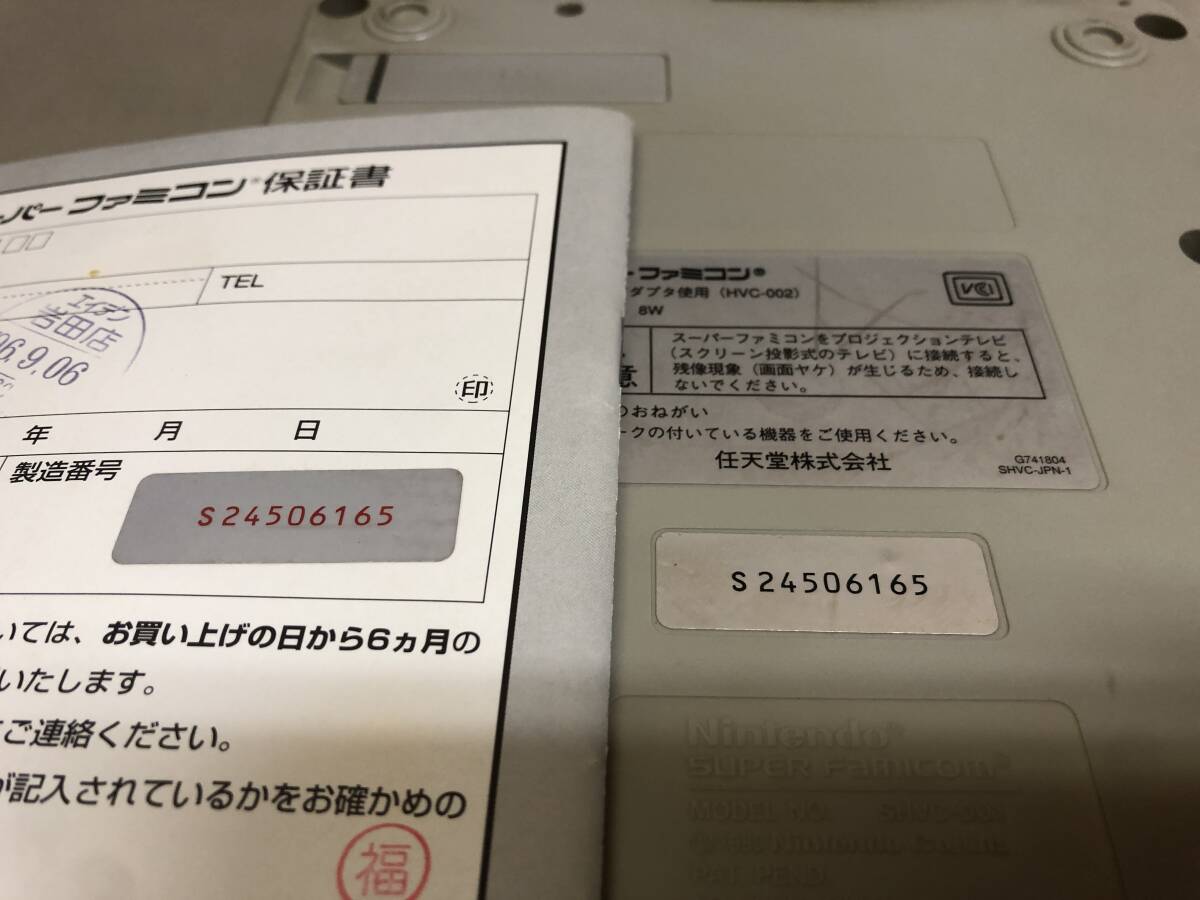 ーパーファミコン®保証書
TEL
エイデン
岩田店
96.9.06
印
年 月 日
製造番号
S24506165
いては、お買い上げの日から6ヵ月の
いたします。
ご連絡ください。
が記入されているかをお確かめの
福
ーファミコン®
ダプタ使用（HVC-002）
8W
VCI
意
スーパーファミコンをプロジェクションテレビ
（スクリーン投影式のテレビ）に接続すると、
残像現象（画面ヤケ）が生じるため、接続し
ないでください。
のおねがい
ークの付いている機器をご使用ください。
任天堂株式会社
G741804
SHVC-JPN-1
S24506165
Nintendo®
SUPER FAMICOM®
MODEL NO. SHVC-001
Nintendo
PAT. PEND.